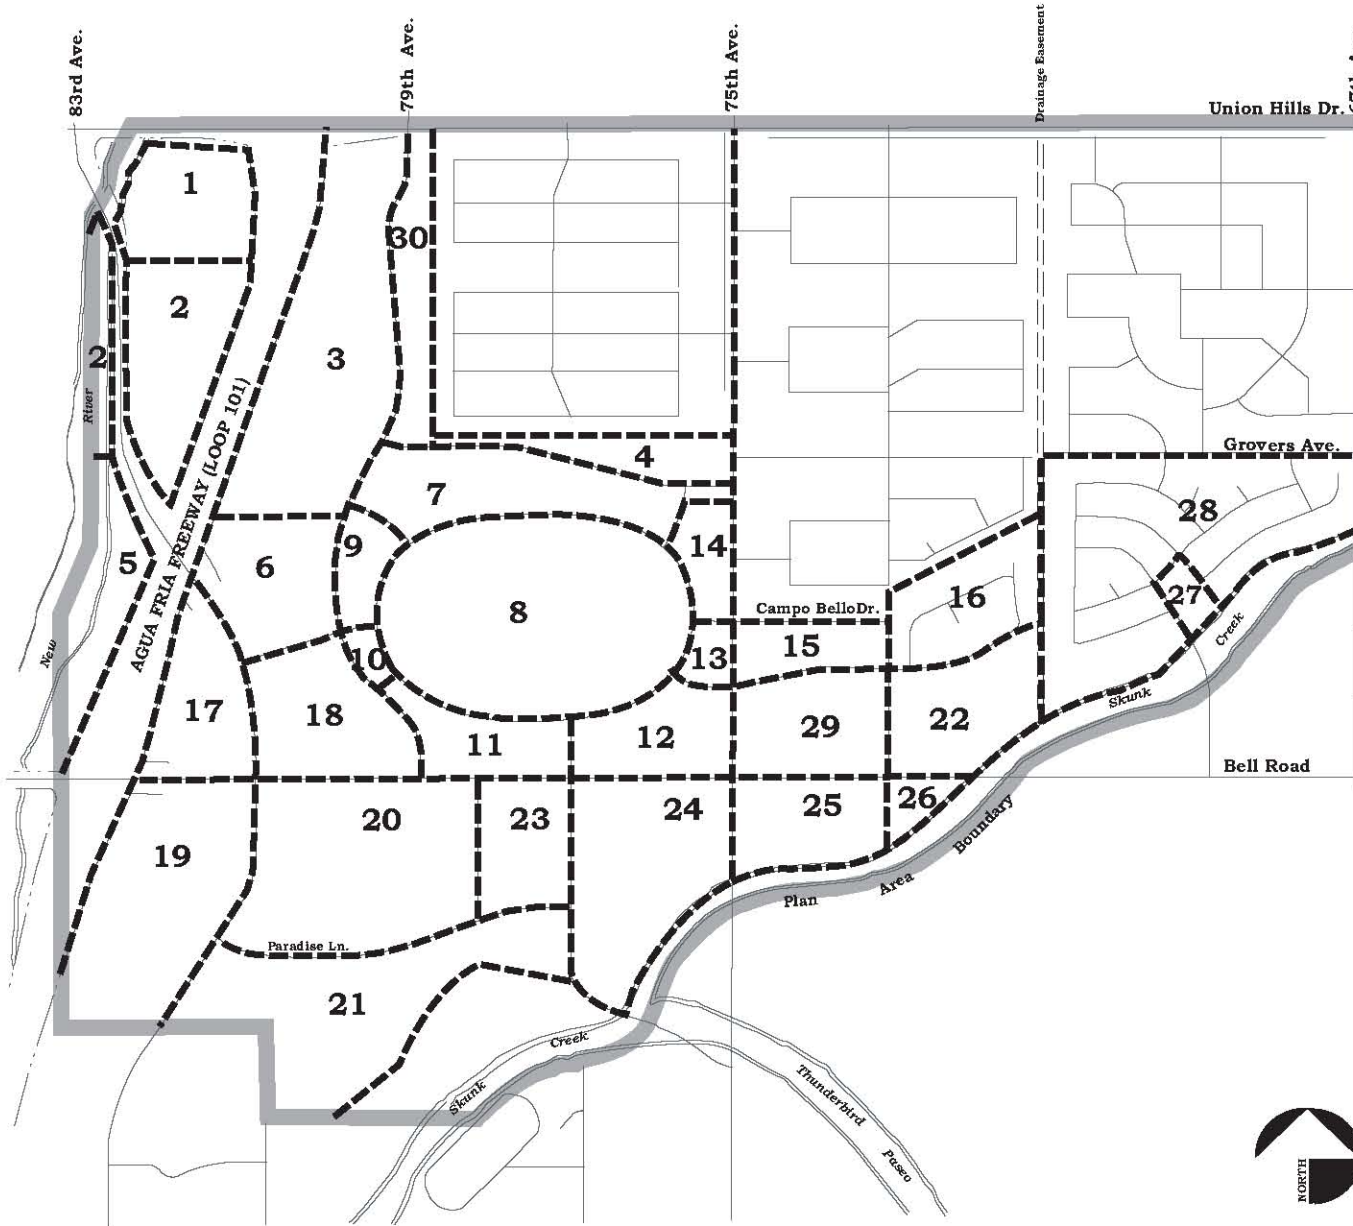 83rd Ave.
79th Ave.
75th Ave.
Drainage Easement
Union Hills Dr.
1
30
2
2
3
River
AGUA FRIA FREEWAY (LOOP 101)
4
Grovers Ave.
7
28
9
14
6
5
8
16
27
Campo BelloDr.
Creek
New
10
13
15
Skunk
17
18
11
12
29
22
Bell Road
20
23
24
25
26
Boundary
19
Area
Plan
Paradise Ln.
21
Creek
Skunk
Thunderbird
Paseo
NORTH